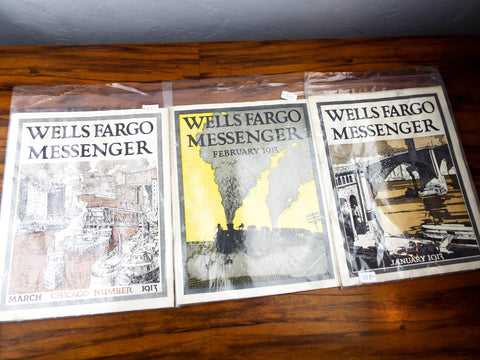 WELLS FARGO
MESSENGER
MARCH CHICAGO NUMBER 1913
WELLS FARGO
MESSENGER
FEBRUARY 1913
WELLS FARGO
MESSENGER
JANUARY 1913